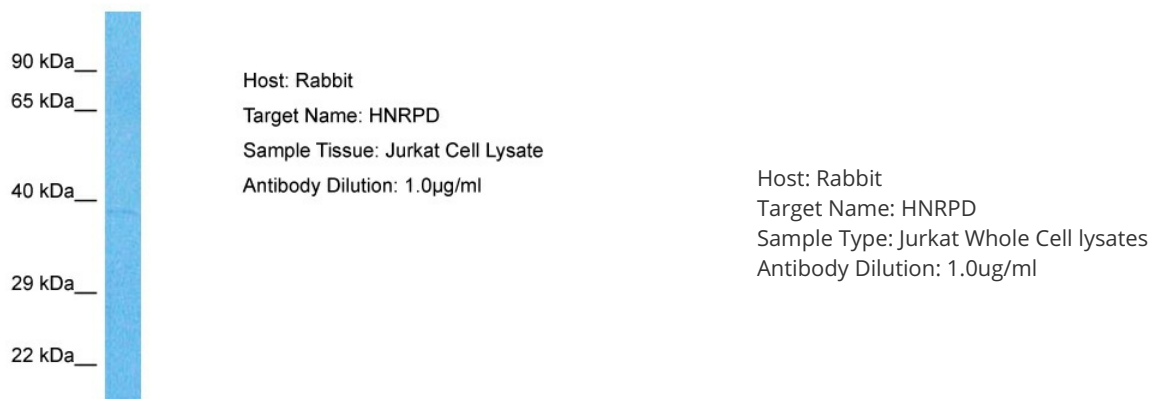 90 kDa__
65 kDa__
40 kDa__
29 kDa__
22 kDa__
Host: Rabbit
Target Name: HNRPD
Sample Tissue: Jurkat Cell Lysate
Antibody Dilution: 1.0µg/ml
Host: Rabbit
Target Name: HNRPD
Sample Type: Jurkat Whole Cell lysates
Antibody Dilution: 1.0ug/ml